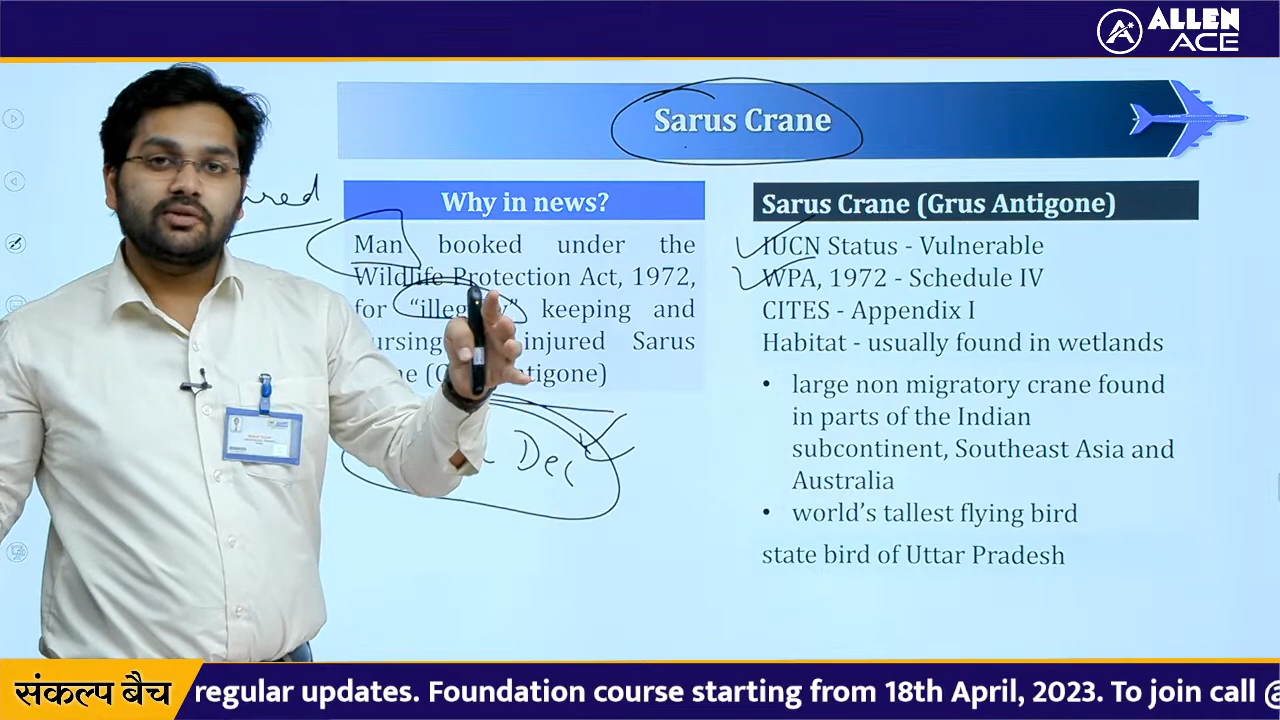 ALLEN
ACE
Sarus Crane
Why in news?
Man booked under the
Wildlife Protection Act, 1972,
for "illegally" keeping and
injured Sarus
Dec
Sarus Crane (Grus Antigone)
IUCN Status - Vulnerable
WPA, 1972 - Schedule IV
CITES - Appendix I
Habitat - usually found in wetlands
• large non migratory crane found
in parts of the Indian
subcontinent, Southeast Asia and
Australia
• world's tallest flying bird
state bird of Uttar Pradesh
संकल्प बैच
regular updates. Foundation course starting from 18th April, 2023. To join call @